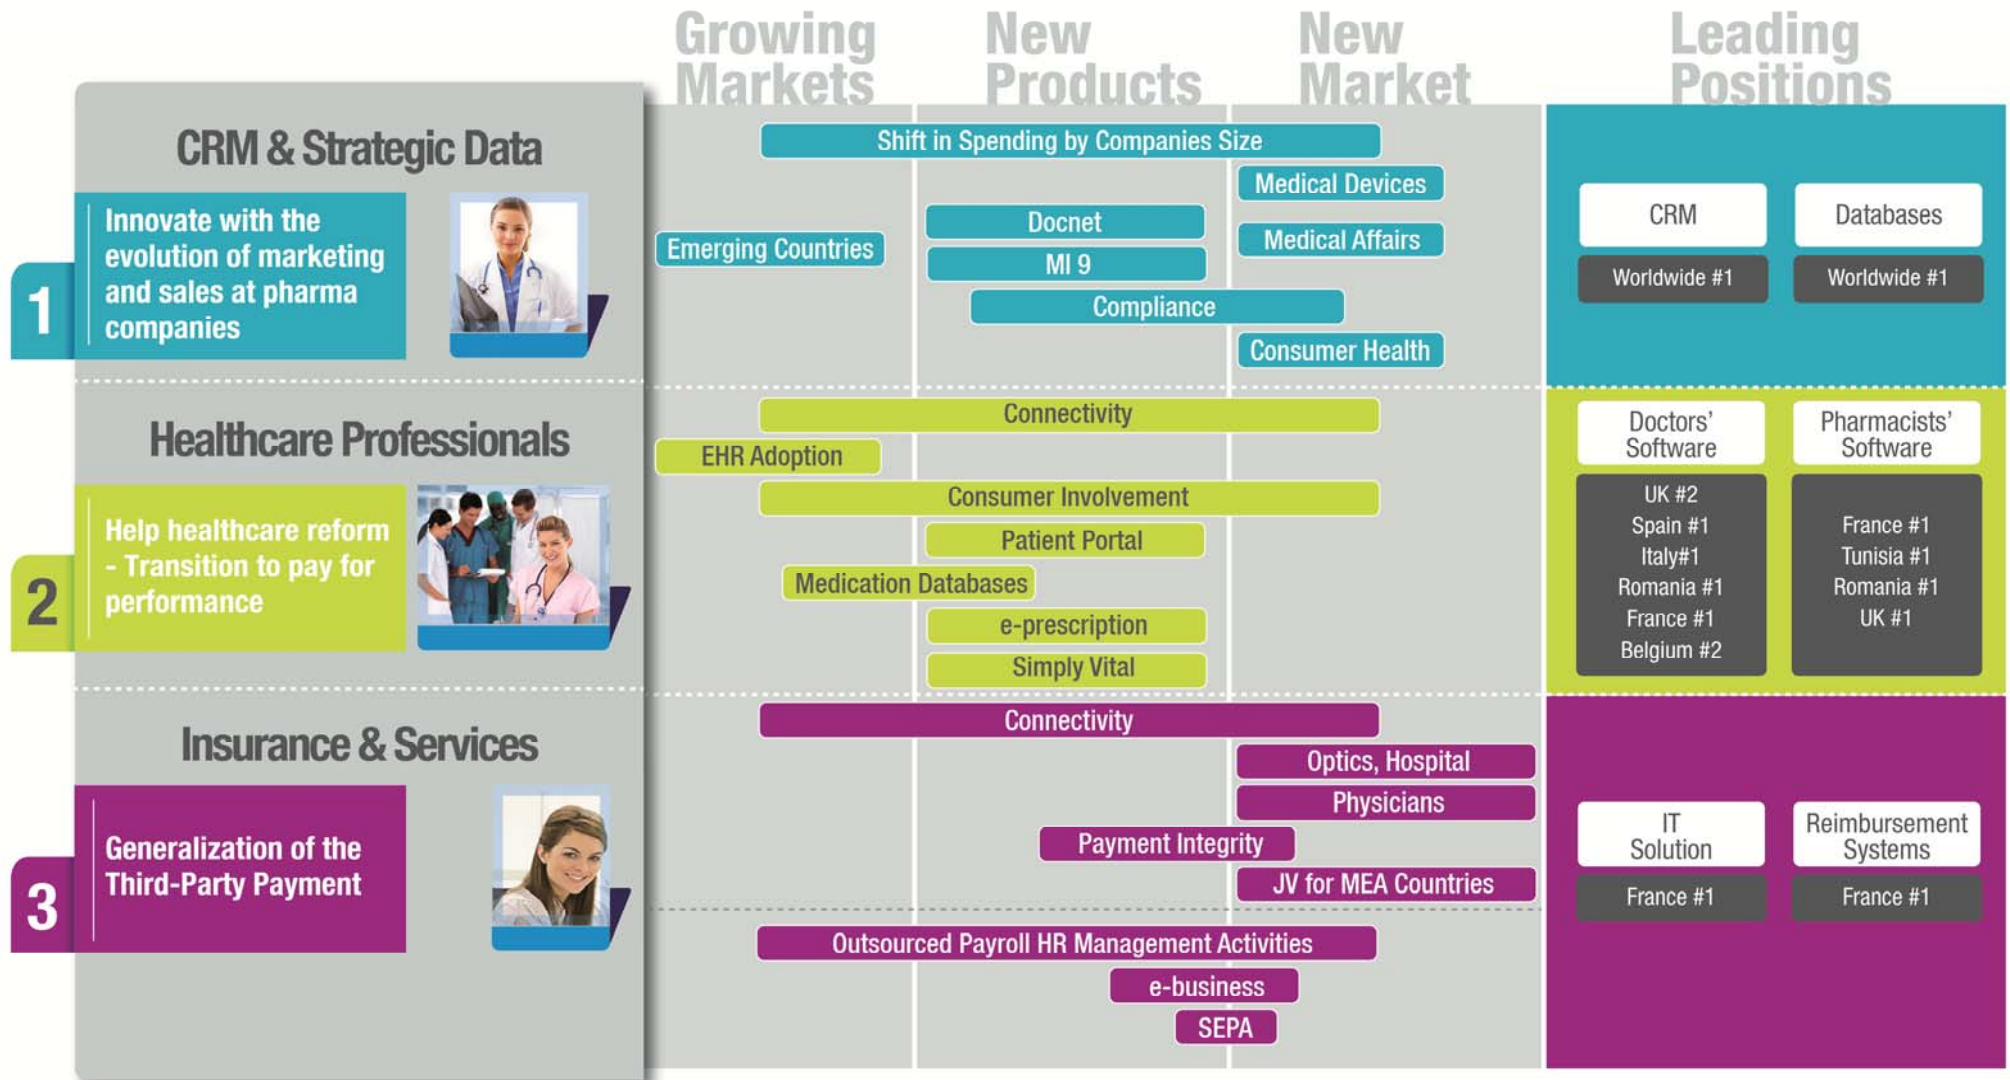 Growing
Markets
New
Products
New
Market
Leading
Positions
CRM & Strategic Data
1
Innovate with the
evolution of marketing
and sales at pharma
companies
Shift in Spending by Companies Size
Medical Devices
Docnet
Medical Affairs
Emerging Countries
MI 9
Compliance
Consumer Health
CRM
Worldwide #1
Databases
Worldwide #1
Healthcare Professionals
2
Help healthcare reform
- Transition to pay for
performance
Connectivity
EHR Adoption
Consumer Involvement
Patient Portal
Medication Databases
e-prescription
Simply Vital
Doctors'
Software
UK #2
Spain #1
Italy#1
Romania #1
France #1
Belgium #2
Pharmacists'
Software
France #1
Tunisia #1
Romania #1
UK #1
Insurance & Services
3
Generalization of the
Third-Party Payment
Connectivity
Optics, Hospital
Physicians
Payment Integrity
JV for MEA Countries
Outsourced Payroll HR Management Activities
e-business
SEPA
IT
Solution
France #1
Reimbursement
Systems
France #1